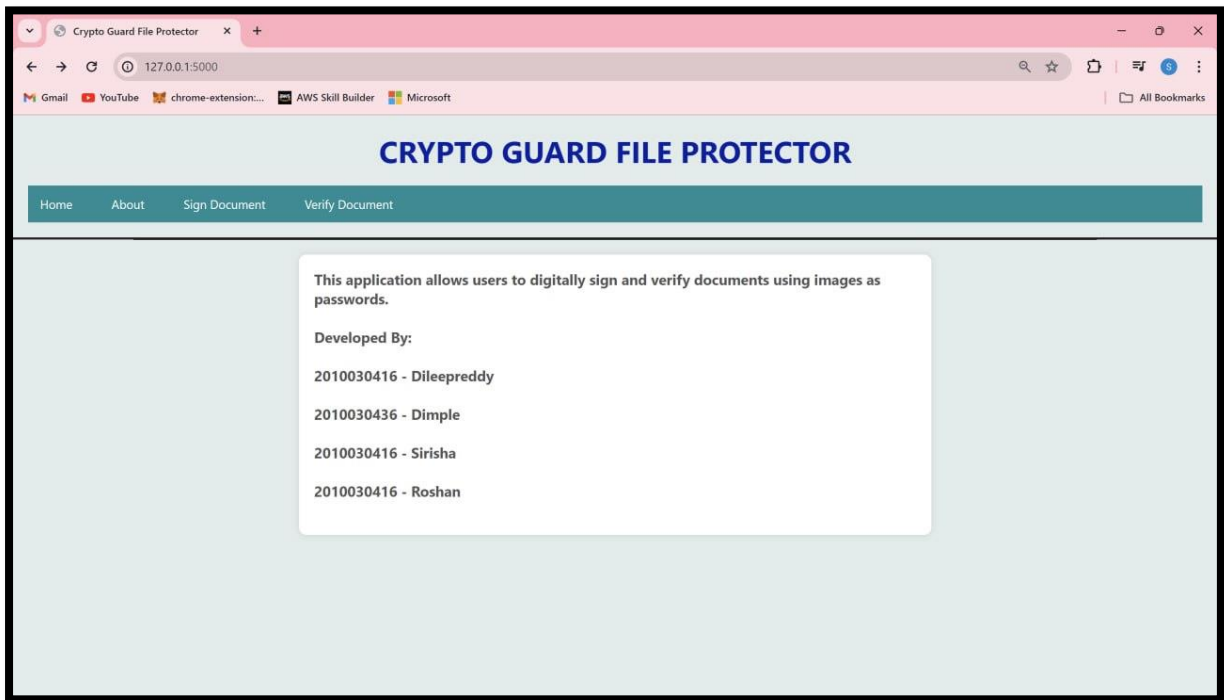 Crypto Guard File Protector
127.0.0.1:5000
S
Gmail YouTube chrome-extension:... aws AWS Skill Builder Microsoft All Bookmarks
CRYPTO GUARD FILE PROTECTOR
Home About Sign Document Verify Document
This application allows users to digitally sign and verify documents using images as
passwords.
Developed By:
2010030416 - Dileepreddy
2010030436 - Dimple
2010030416 - Sirisha
2010030416 - Roshan